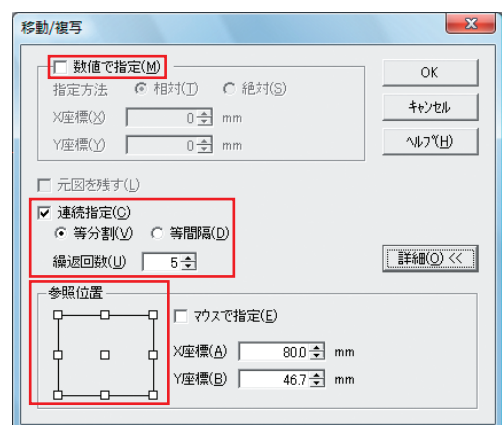 移動/複写
数値で指定(M)
指定方法 相対(T) 絶対(S)
X座標(X) 0 mm
Y座標(Y) 0 mm
OK
キャンセル
ヘルプ(H)
元図を残す(L)
連続指定(C)
等分割(V) 等間隔(D)
繰返回数(U) 5
詳細(O) <<
参照位置
マウスで指定(E)
X座標(A) 80.0 mm
Y座標(B) 46.7 mm